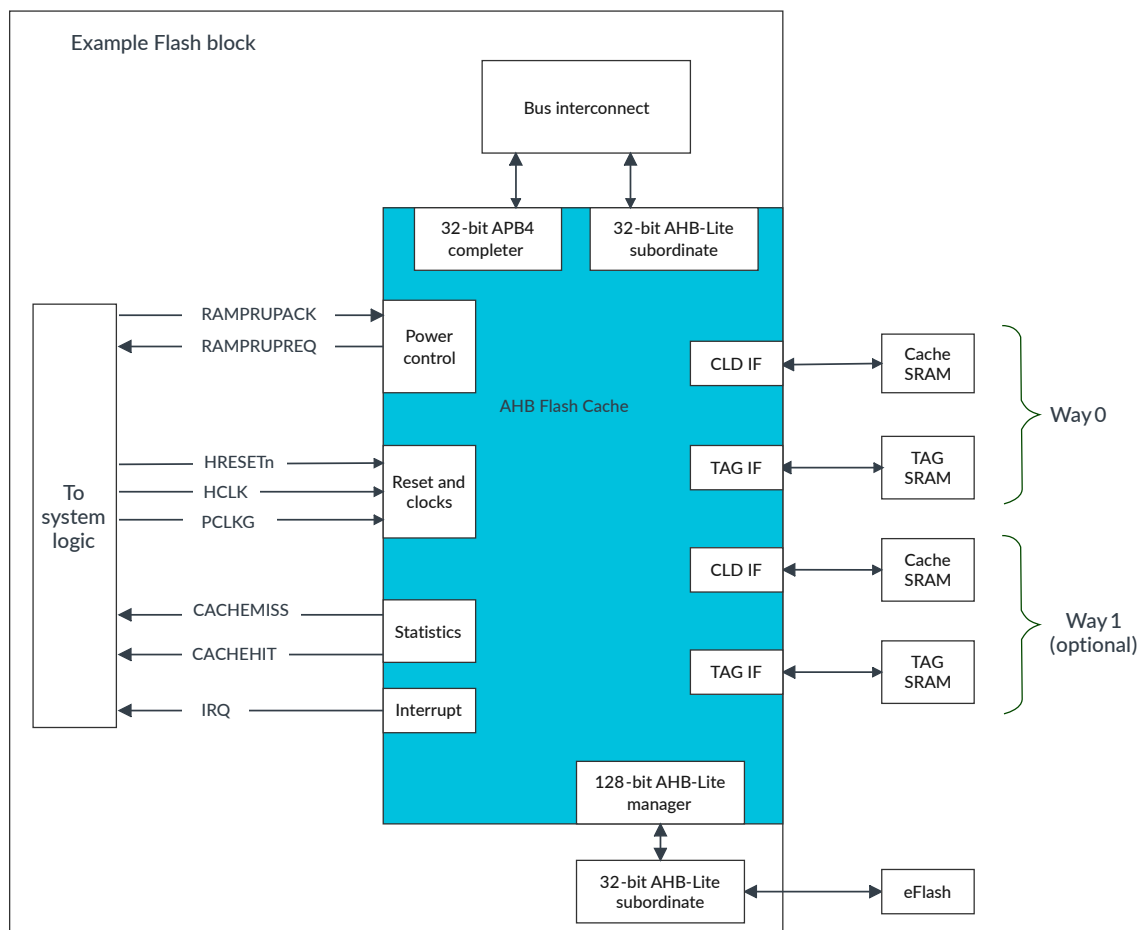 Example Flash block
Bus interconnect
32-bit APB4
completer
32-bit AHB-Lite
subordinate
RAMPRUPACK
RAMPRUPREQ
Power
control
CLD IF
Cache
SRAM
AHB Flash Cache
Way 0
TAG IF
TAG
SRAM
HRESETn
HCLK
PCLKG
Reset and
clocks
To
system
logic
CLD IF
Cache
SRAM
CACHEMISS
CACHEHIT
Statistics
Way 1
(optional)
TAG IF
TAG
SRAM
IRQ
Interrupt
128-bit AHB-Lite
manager
32-bit AHB-Lite
subordinate
eFlash